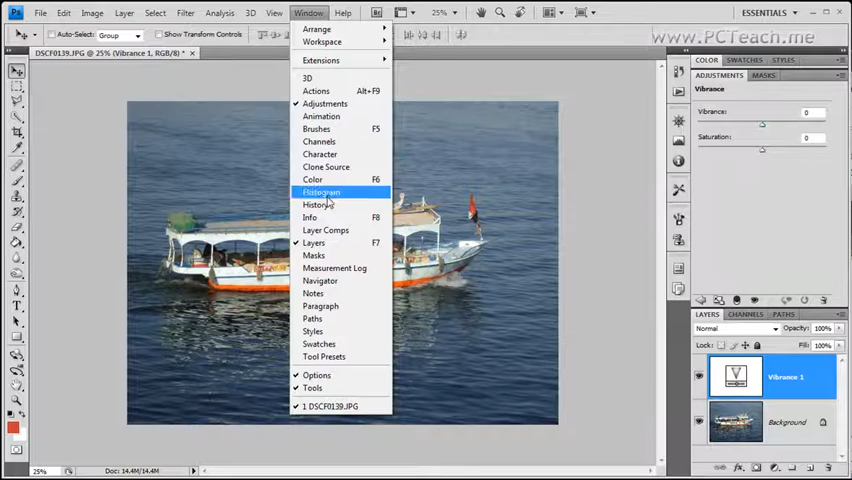 Ps File Edit Image Layer Select Filter Analysis 3D View Window Help Br 25% ESSENTIALS
www.PCTeach.me
Auto-Select: Group Show Transform Controls
DSCF0139.JPG @ 25% (Vibrance 1, RGB/8) *
Arrange
Workspace
Extensions
3D
Actions Alt+F9
Adjustments
Animation
Brushes F5
Channels
Character
Clone Source
Color F6
Histogram
History
Info F8
Layer Comps
Layers F7
Masks
Measurement Log
Navigator
Notes
Paragraph
Paths
Styles
Swatches
Tool Presets
Options
Tools
1 DSCF0139.JPG
COLOR SWATCHES STYLES
ADJUSTMENTS MASKS
Vibrance
Vibrance: 0
Saturation: 0
LAYERS CHANNELS PATHS
Normal Opacity: 100%
Lock: Fill: 100%
Vibrance 1
Background
25% Doc: 14.4M/14.4M